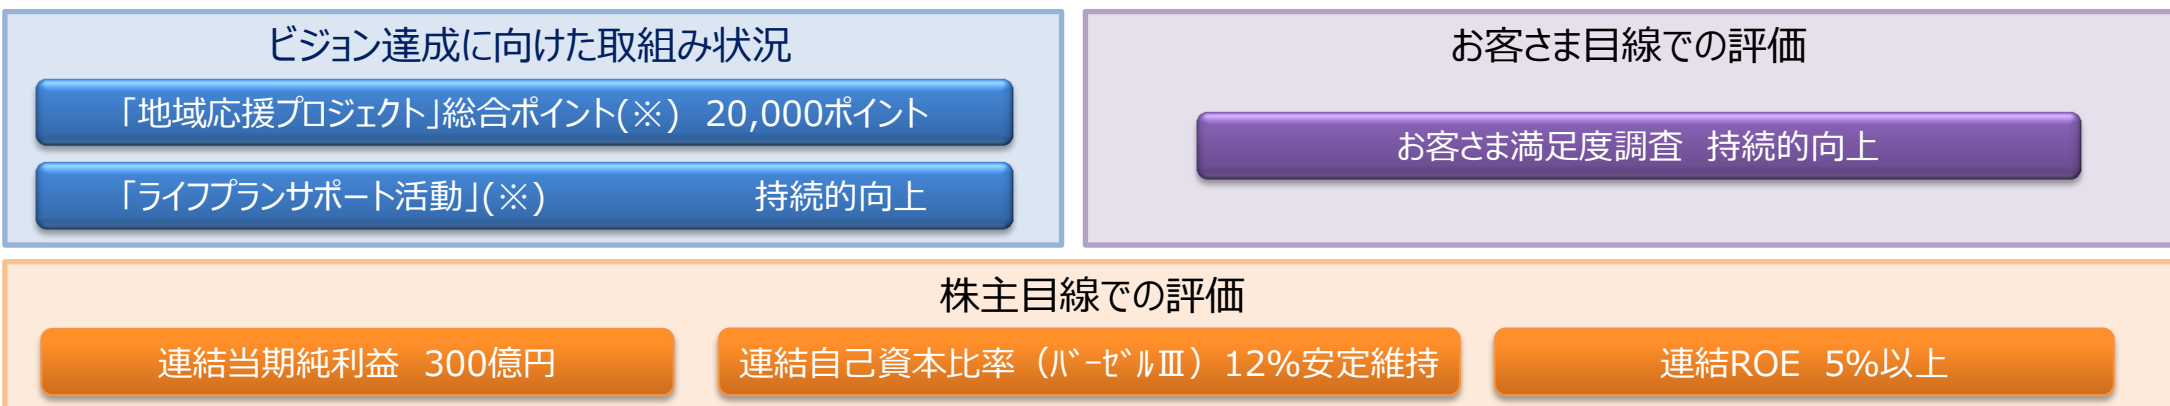 ビジョン達成に向けた取組み状況
「地域応援プロジェクト」総合ポイント(※) 20,000ポイント
「ライフプランサポート活動」(※) 持続的向上
お客さま目線での評価
お客さま満足度調査 持続的向上
株主目線での評価
連結当期純利益 300億円
連結自己資本比率（ﾊﾞｰｾﾞﾙⅢ）12%安定維持
連結ROE 5%以上